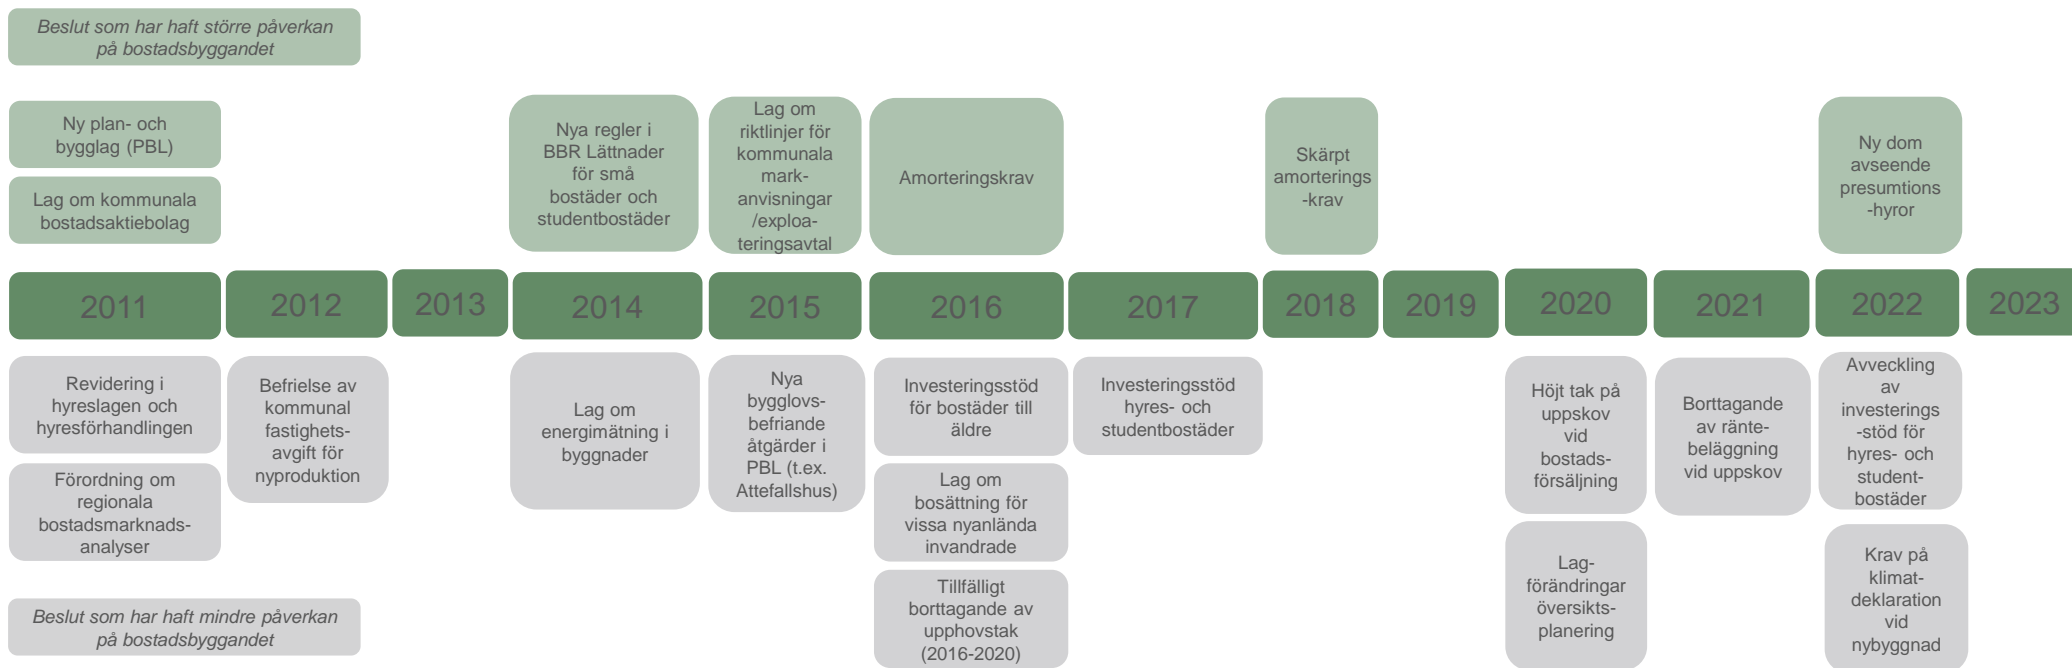 Beslut som har haft större påverkan
på bostadsbyggandet
Ny plan- och
bygglag (PBL)
Lag om kommunala
bostadsaktiebolag
Nya regler i
BBR Lättnader
för små
bostäder och
studentbostäder
Lag om
riktlinjer för
kommunala
mark-
anvisningar
/exploa-
teringsavtal
Amorteringskrav
Skärpt
amorterings
-krav
Ny dom
avseende
presumtions
-hyror
2011
2012
2013
2014
2015
2016
2017
2018
2019
2020
2021
2022
2023
Revidering i
hyreslagen och
hyresförhandlingen
Förordning om
regionala
bostadsmarknads-
analyser
Befrielse av
kommunal
fastighets-
avgift för
nyproduktion
Lag om
energimätning i
byggnader
Nya
bygglovs-
befriande
åtgärder i
PBL (t.ex.
Attefallshus)
Investeringsstöd
för bostäder till
äldre
Lag om
bosättning för
vissa nyanlända
invandrade
Tillfälligt
borttagande av
upphovstak
(2016-2020)
Investeringsstöd
hyres- och
studentbostäder
Höjt tak på
uppskov
vid
bostads-
försäljning
Lag-
förändringar
översikts-
planering
Borttagande
av ränte-
beläggning
vid uppskov
Avveckling
av
investerings
-stöd för
hyres- och
student-
bostäder
Krav på
klimat-
deklaration
vid
nybyggnad
Beslut som har haft mindre påverkan
på bostadsbyggandet